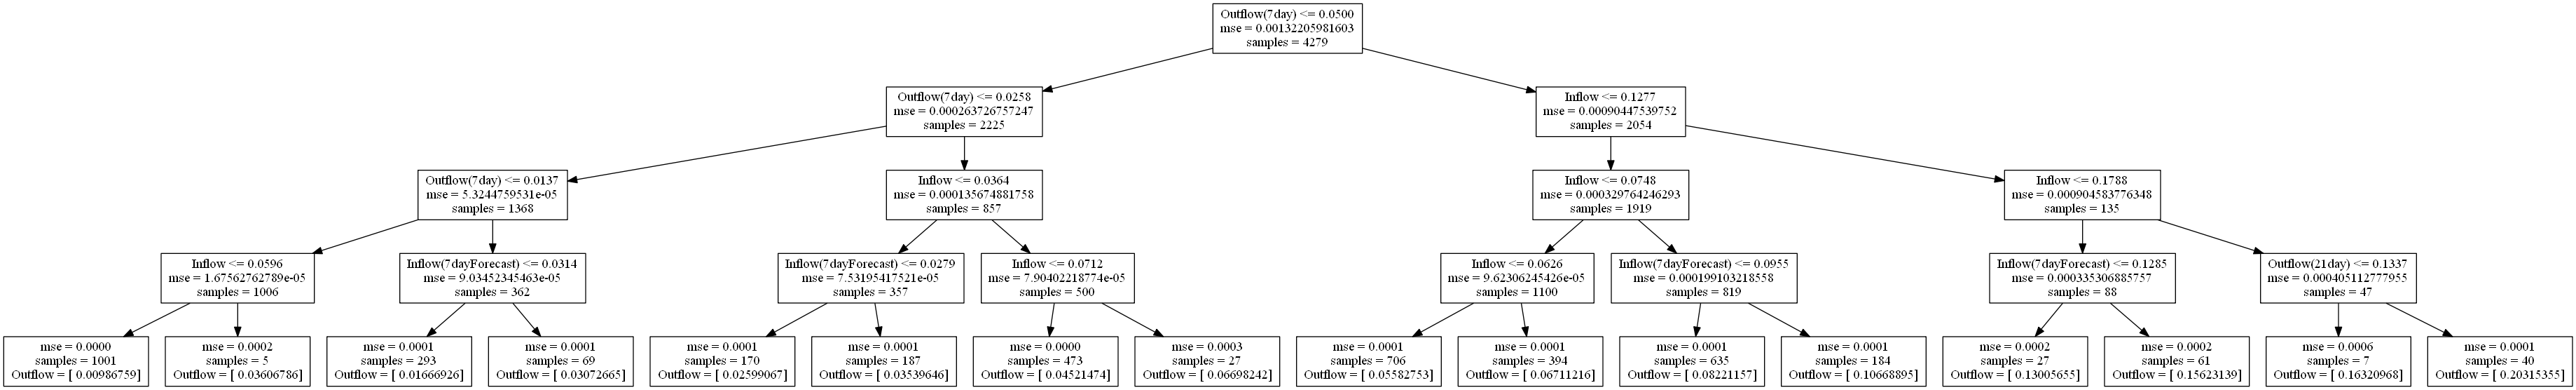 Outflow(7day) <= 0.0500
mse = 0.00132205981603
samples = 4279
Outflow(7day) <= 0.0258
mse = 0.000263726757247
samples = 2225
Inflow <= 0.1277
mse = 0.00090447539752
samples = 2054
Outflow(7day) <= 0.0137
mse = 5.3244759531e-05
samples = 1368
Inflow <= 0.0364
mse = 0.000135674881758
samples = 857
Inflow <= 0.0748
mse = 0.000329764246293
samples = 1919
Inflow <= 0.1788
mse = 0.000904583776348
samples = 135
Inflow <= 0.0596
mse = 1.67562762789e-05
samples = 1006
Inflow(7dayForecast) <= 0.0314
mse = 9.03452345463e-05
samples = 362
Inflow(7dayForecast) <= 0.0279
mse = 7.53195417521e-05
samples = 357
Inflow <= 0.0712
mse = 7.90402218774e-05
samples = 500
Inflow <= 0.0626
mse = 9.62306245426e-05
samples = 1100
Inflow(7dayForecast) <= 0.0955
mse = 0.000199103218558
samples = 819
Inflow(7dayForecast) <= 0.1285
mse = 0.000335306885757
samples = 88
Outflow(21day) <= 0.1337
mse = 0.000405112777955
samples = 47
mse = 0.0000
samples = 1001
Outflow = [ 0.00986759]
mse = 0.0002
samples = 5
Outflow = [ 0.03606786]
mse = 0.0001
samples = 293
Outflow = [ 0.01666926]
mse = 0.0001
samples = 69
Outflow = [ 0.03072665]
mse = 0.0001
samples = 170
Outflow = [ 0.02599067]
mse = 0.0001
samples = 187
Outflow = [ 0.03539646]
mse = 0.0000
samples = 473
Outflow = [ 0.04521474]
mse = 0.0003
samples = 27
Outflow = [ 0.06698242]
mse = 0.0001
samples = 706
Outflow = [ 0.05582753]
mse = 0.0001
samples = 394
Outflow = [ 0.06711216]
mse = 0.0001
samples = 635
Outflow = [ 0.08221157]
mse = 0.0001
samples = 184
Outflow = [ 0.10668895]
mse = 0.0002
samples = 27
Outflow = [ 0.13005655]
mse = 0.0002
samples = 61
Outflow = [ 0.15623139]
mse = 0.0006
samples = 7
Outflow = [ 0.16320968]
mse = 0.0001
samples = 40
Outflow = [ 0.20315355]